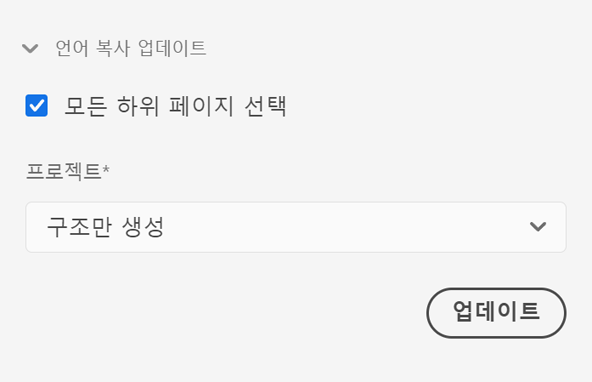 언어 복사 업데이트
모든 하위 페이지 선택
프로젝트*
구조만 생성
업데이트